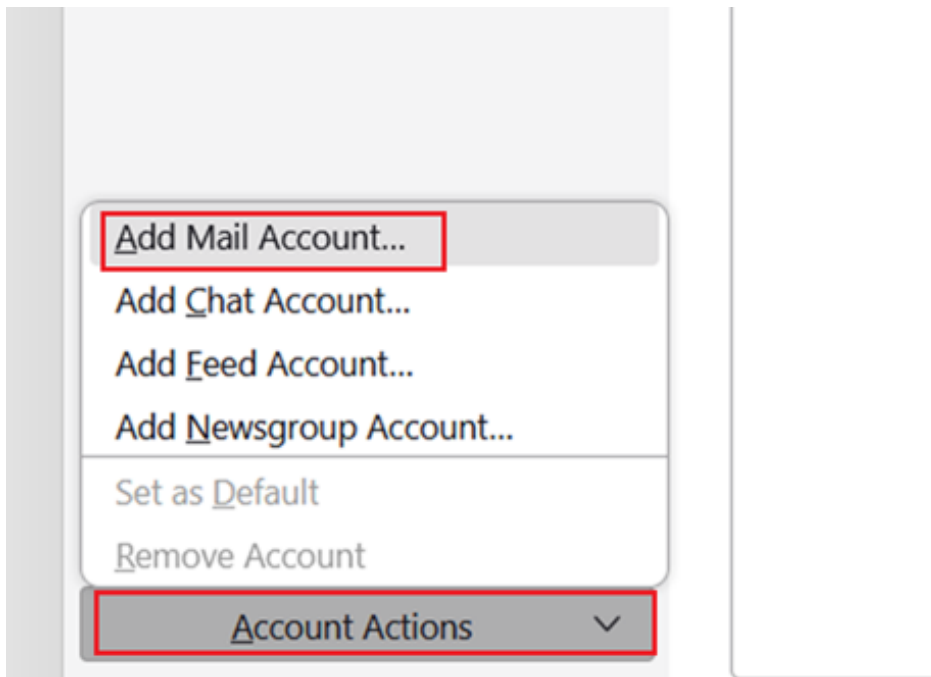 Add Mail Account...
Add Chat Account...
Add Feed Account...
Add Newsgroup Account...
Set as Default
Remove Account
Account Actions